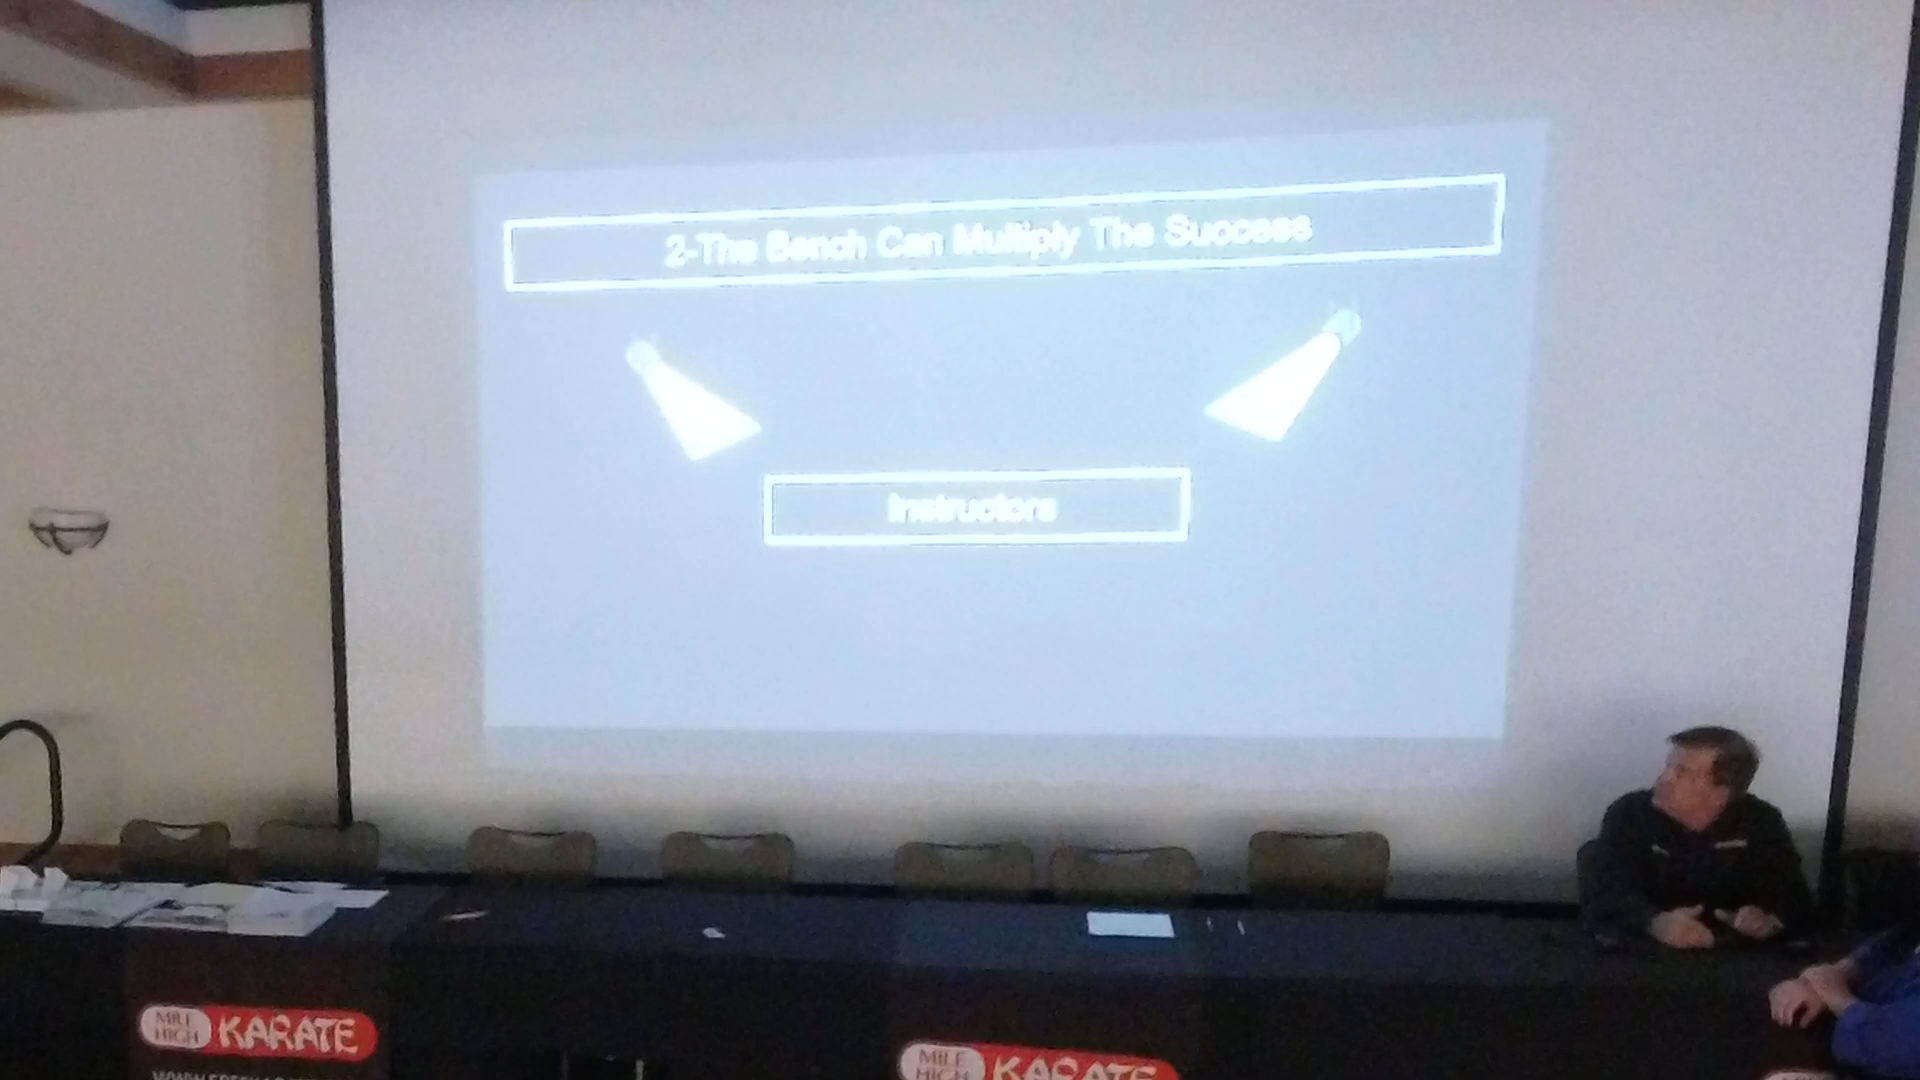 2-The Bench Can Multiply The Success
Instructors
MILE HIGH KARATE
MILE HIGH KARATE